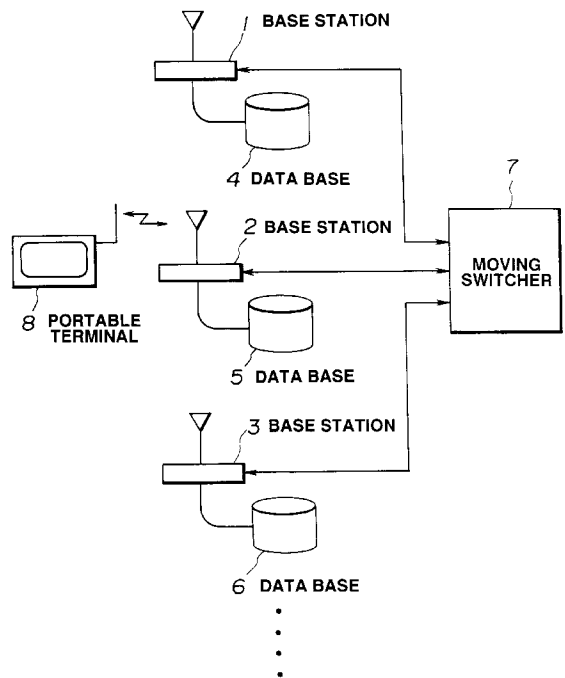 1 BASE STATION
4 DATA BASE
7
MOVING
SWITCHER
2 BASE STATION
8 PORTABLE
TERMINAL
5 DATA BASE
3 BASE STATION
6 DATA BASE